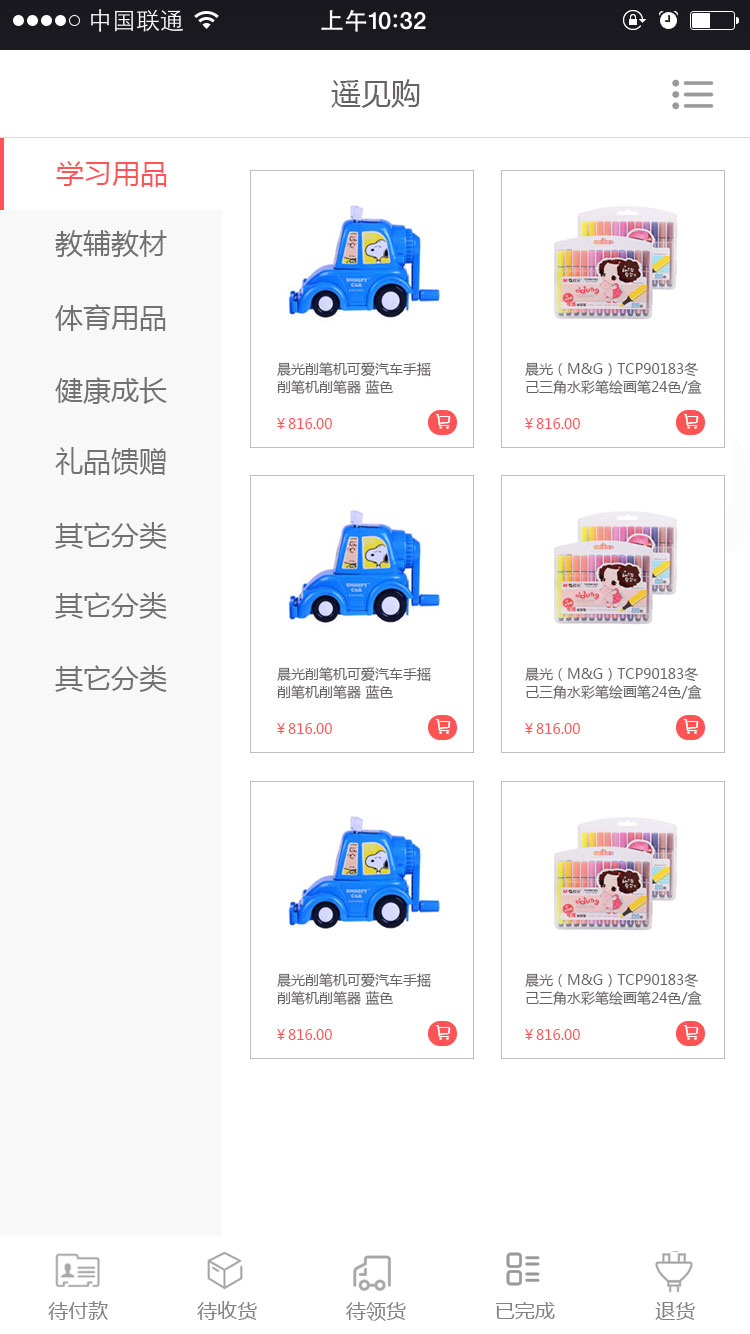 中国联通 上午10:32
遥见购
学习用品
教辅教材
体育用品
健康成长
礼品馈赠
其它分类
其它分类
其它分类
SNOOPY
CAR
晨光削笔机可爱汽车手摇
削笔机削笔器 蓝色
¥ 816.00
晨光（M&G）TCP90183冬
己三角水彩笔绘画笔24色/盒
¥ 816.00
SNOOPY
CAR
晨光削笔机可爱汽车手摇
削笔机削笔器 蓝色
¥ 816.00
晨光（M&G）TCP90183冬
己三角水彩笔绘画笔24色/盒
¥ 816.00
SNOOPY
CAR
晨光削笔机可爱汽车手摇
削笔机削笔器 蓝色
¥ 816.00
晨光（M&G）TCP90183冬
己三角水彩笔绘画笔24色/盒
¥ 816.00
待付款
待收货
待领货
已完成
退货